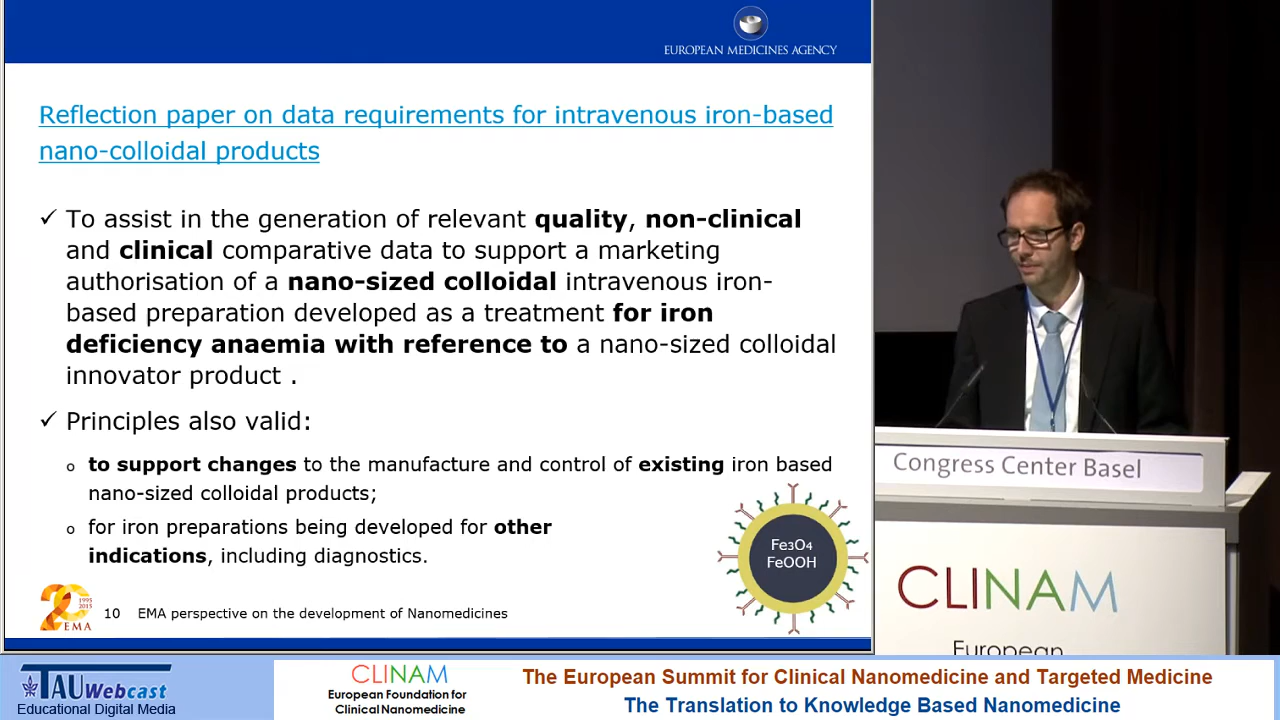 EUROPEAN MEDICINES AGENCY
Reflection paper on data requirements for intravenous iron-based
nano-colloidal products
✓ To assist in the generation of relevant quality, non-clinical
and clinical comparative data to support a marketing
authorisation of a nano-sized colloidal intravenous iron-
based preparation developed as a treatment for iron
deficiency anaemia with reference to a nano-sized colloidal
innovator product .
✓ Principles also valid:
o to support changes to the manufacture and control of existing iron based
nano-sized colloidal products;
o for iron preparations being developed for other
indications, including diagnostics.
Fe3O4
FeOOH
20
1995
2015
EMA
10 EMA perspective on the development of Nanomedicines
Congress Center Basel
CLINAM
European
TAU Webcast
Educational Digital Media
CLINAM
European Foundation for
Clinical Nanomedicine
The European Summit for Clinical Nanomedicine and Targeted Medicine
The Translation to Knowledge Based Nanomedicine